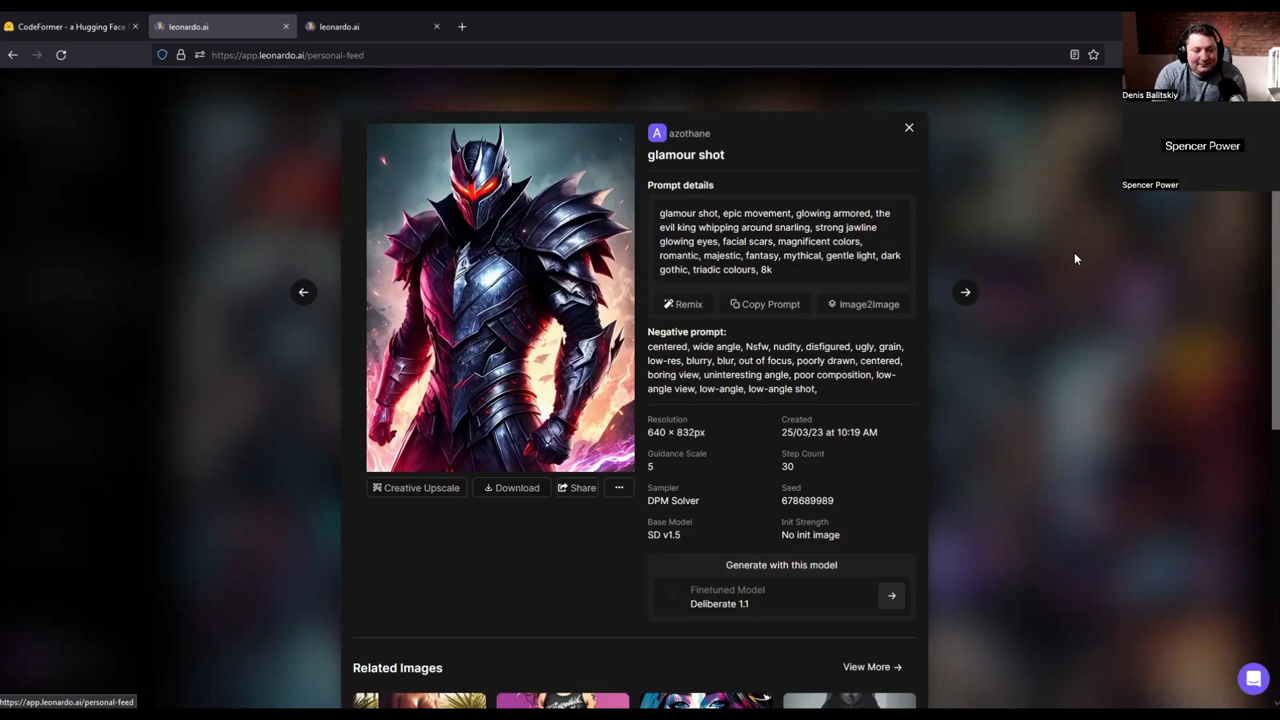 CodeFormer - a Hugging Face S
leonardo.ai
leonardo.ai
https://app.leonardo.ai/personal-feed
Denis Balitskiy
Spencer Power
Spencer Power
A azothane
glamour shot
Prompt details
glamour shot, epic movement, glowing armored, the
evil king whipping around snarling, strong jawline
glowing eyes, facial scars, magnificent colors,
romantic, majestic, fantasy, mythical, gentle light, dark
gothic, triadic colours, 8k
Remix
Copy Prompt
Image2Image
Negative prompt:
centered, wide angle, Nsfw, nudity, disfigured, ugly, grain,
low-res, blurry, blur, out of focus, poorly drawn, centered,
boring view, uninteresting angle, poor composition, low-
angle view, low-angle, low-angle shot,
Resolution
640 × 832px
Created
25/03/23 at 10:19 AM
Guidance Scale
5
Step Count
30
Sampler
DPM Solver
Seed
678689989
Base Model
SD v1.5
Init Strength
No init image
Creative Upscale
Download
Share
Generate with this model
Finetuned Model
Deliberate 1.1
Related Images
View More
https://app.leonardo.ai/personal-feed